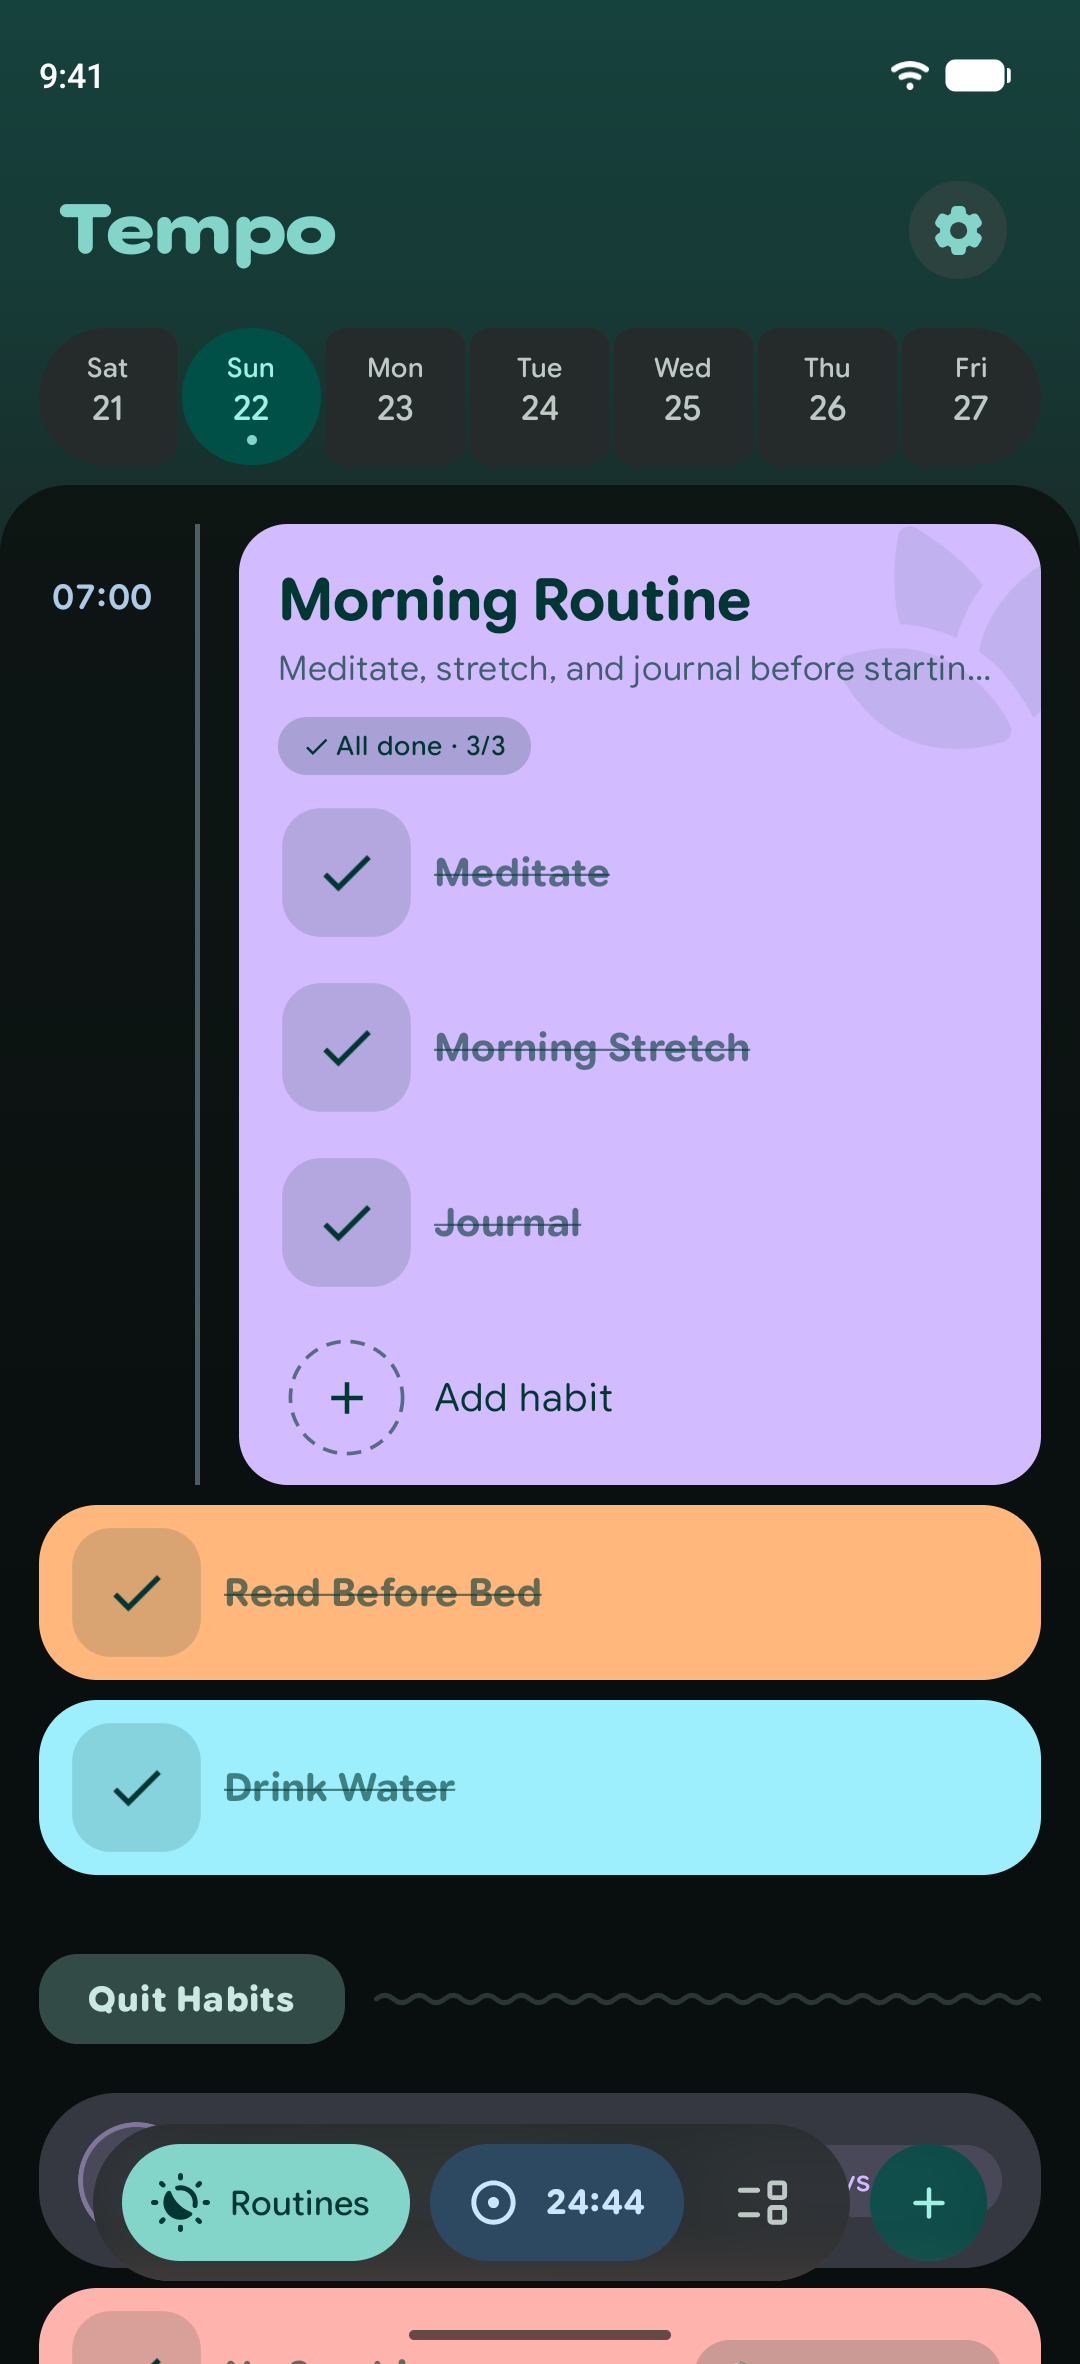 9:41
Tempo
Sat Sun Mon Tue Wed Thu Fri
21 22 23 24 25 26 27
07:00
Morning Routine
Meditate, stretch, and journal before startin...
All done · 3/3
Meditate
Morning Stretch
Journal
Add habit
Read Before Bed
Drink Water
Quit Habits
Routines
24:44